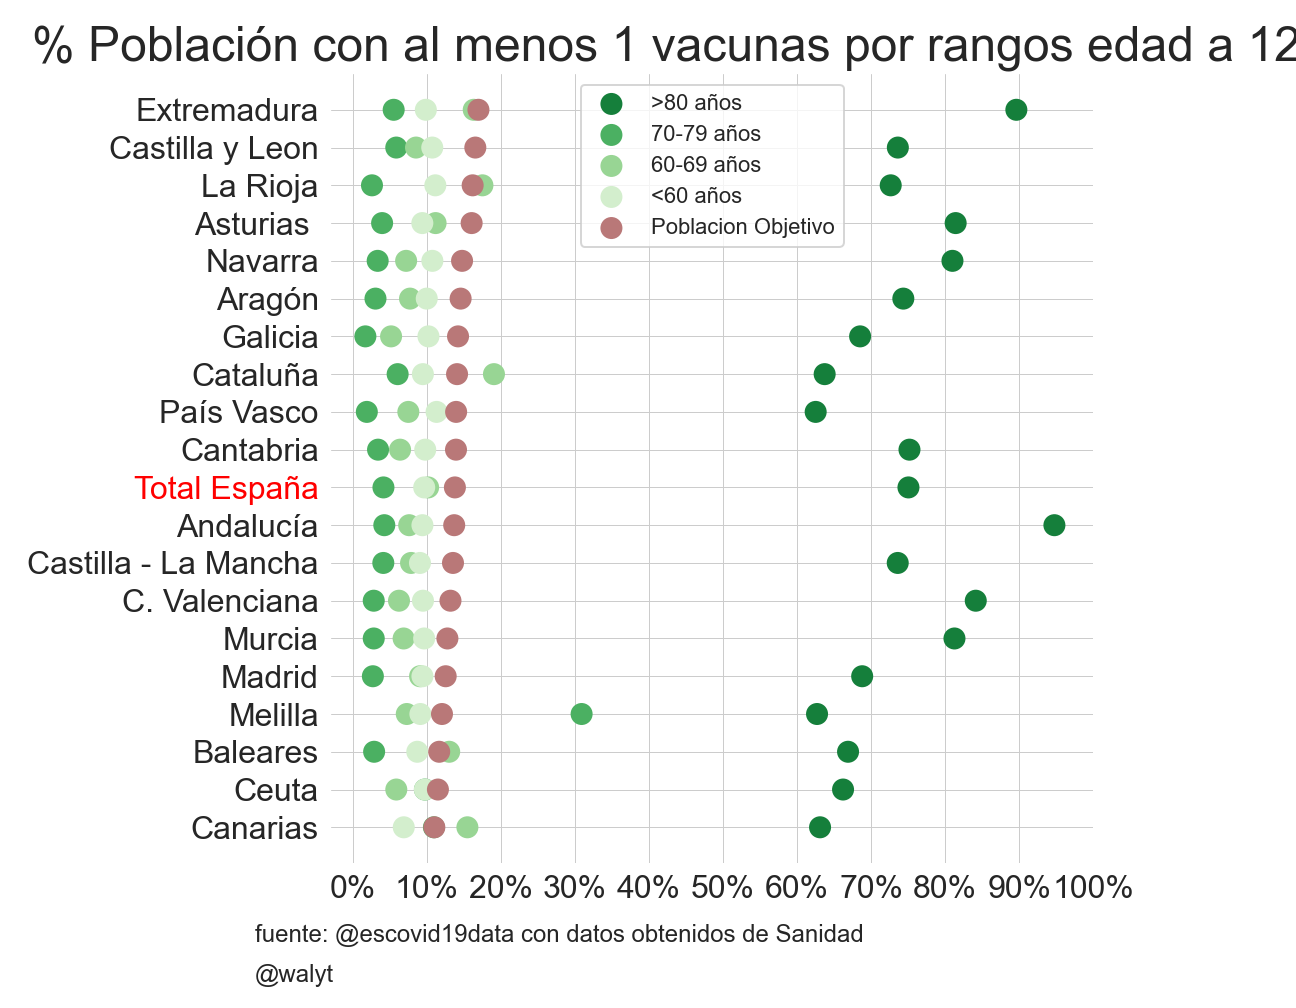 % Población con al menos 1 vacunas por rangos edad a 12
>80 años
70-79 años
60-69 años
<60 años
Poblacion Objetivo
Extremadura
Castilla y Leon
La Rioja
Asturias
Navarra
Aragón
Galicia
Cataluña
País Vasco
Cantabria
Total España
Andalucía
Castilla - La Mancha
C. Valenciana
Murcia
Madrid
Melilla
Baleares
Ceuta
Canarias
0% 10% 20% 30% 40% 50% 60% 70% 80% 90% 100%
fuente: @escovid19data con datos obtenidos de Sanidad
@walyt